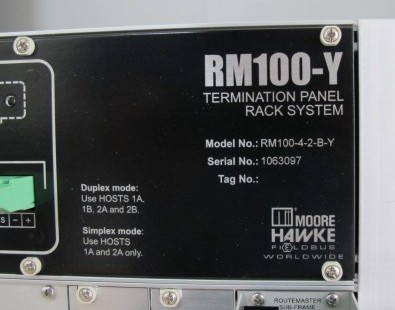 RM100-Y
TERMINATION PANEL
RACK SYSTEM
Model No.: RM100-4-2-B-Y
Serial No.: 1063097
Tag No.:
Duplex mode:
Use HOSTS 1A.
1B, 2A and 2B.
Simplex mode:
Use HOSTS
1A and 2A only.
S − +
MOORE
HAWKE
FIELDBUS
WORLDWIDE
ROUTEMASTER
SUB-FRAME